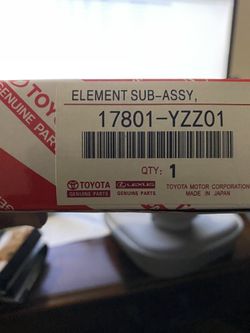 TOYOTA
GENUINE PARTS
ELEMENT SUB-ASSY,
17801-YZZ01
QTY: 1
TOYOTA LEXUS TOYOTA MOTOR CORPORATION
GENUINE PARTS GENUINE PARTS MADE IN JAPAN